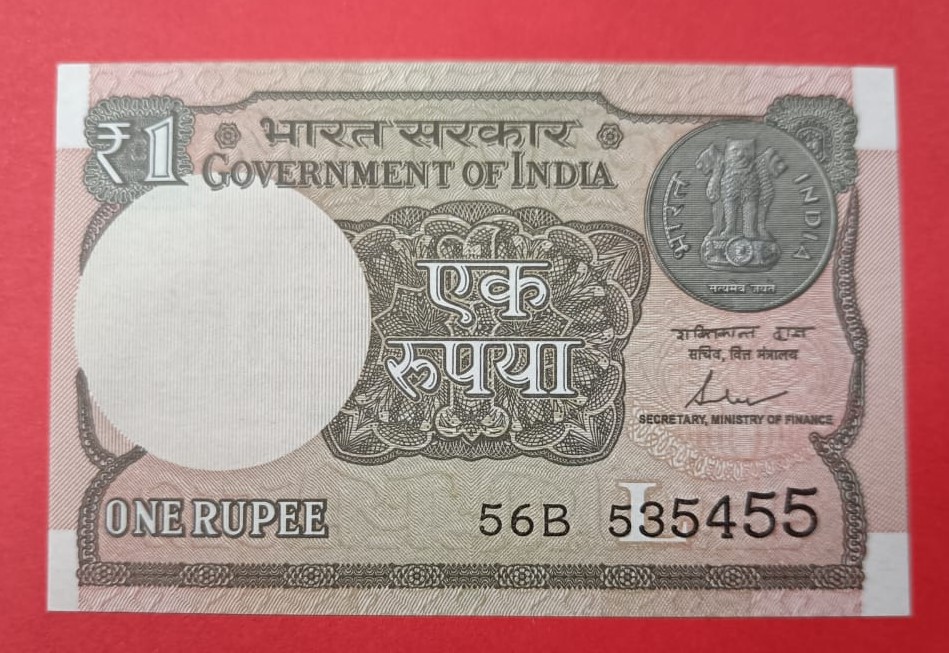 ₹1
भारत सरकार
GOVERNMENT OF INDIA
भारत
INDIA
सत्यमेव जयते
एक
रुपया
शक्तिकान्त दास
सचिव, वित्त मंत्रालय
SECRETARY, MINISTRY OF FINANCE
ONE RUPEE
56B 535455
L